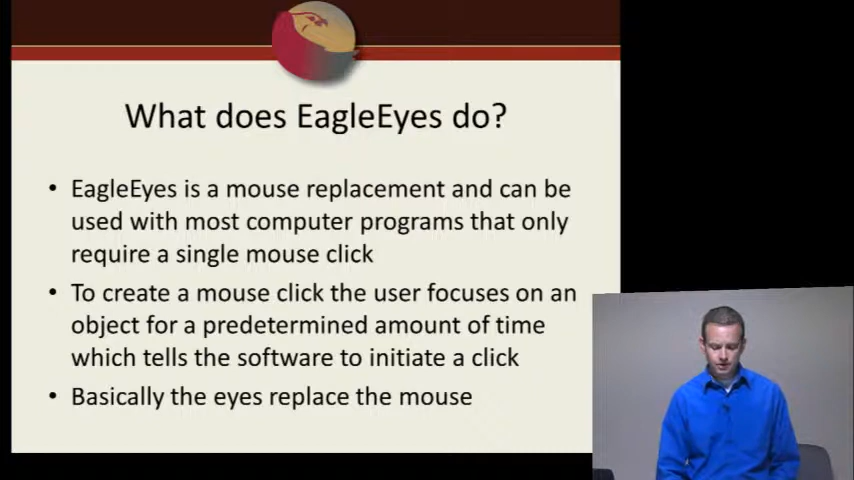 What does EagleEyes do?
• EagleEyes is a mouse replacement and can be
used with most computer programs that only
require a single mouse click
• To create a mouse click the user focuses on an
object for a predetermined amount of time
which tells the software to initiate a click
• Basically the eyes replace the mouse